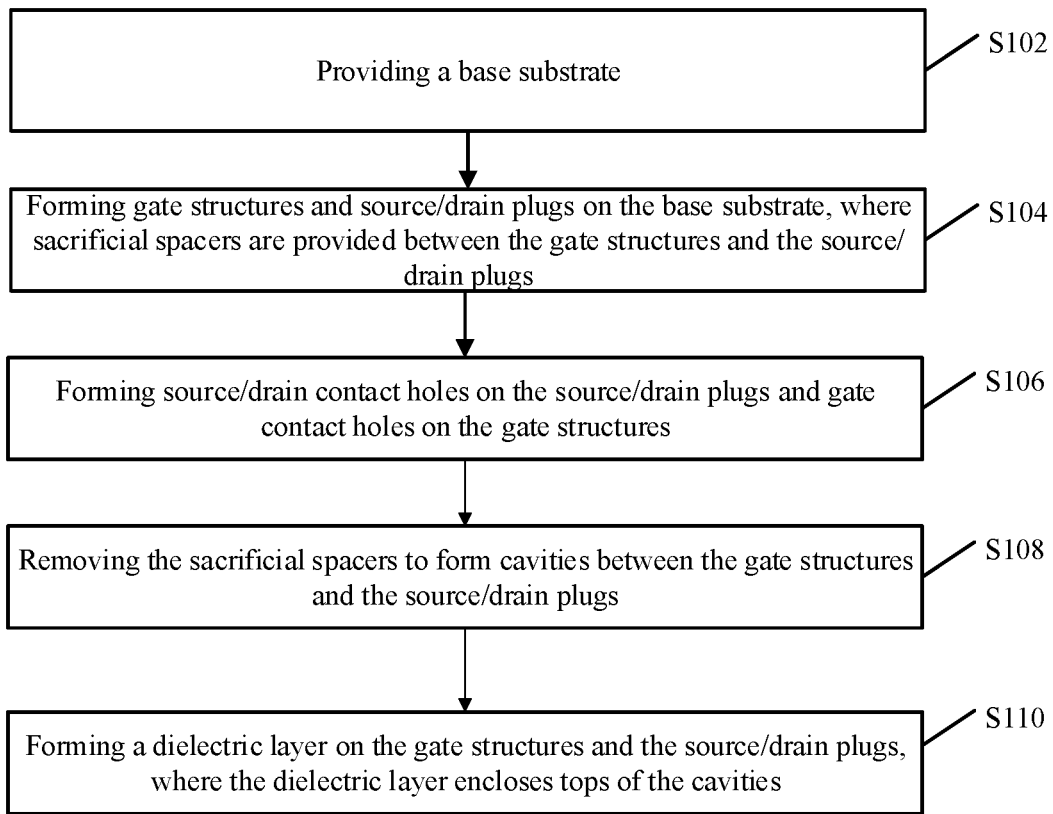 Providing a base substrate
S102
Forming gate structures and source/drain plugs on the base substrate, where
sacrificial spacers are provided between the gate structures and the source/
drain plugs
S104
Forming source/drain contact holes on the source/drain plugs and gate
contact holes on the gate structures
S106
Removing the sacrificial spacers to form cavities between the gate structures
and the source/drain plugs
S108
Forming a dielectric layer on the gate structures and the source/drain plugs,
where the dielectric layer encloses tops of the cavities
S110